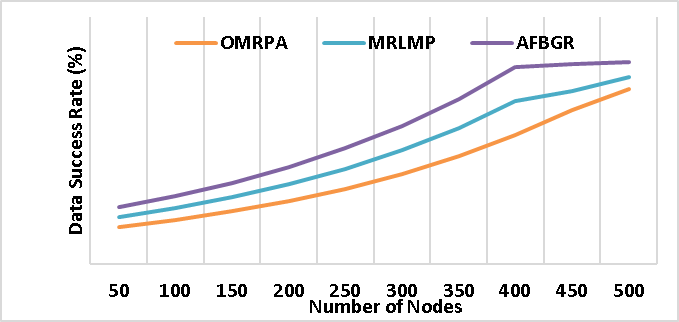 OMRPA MRLMP AFBGR
Data Success Rate (%)
50 100 150 200 250 300 350 400 450 500
Number of Nodes